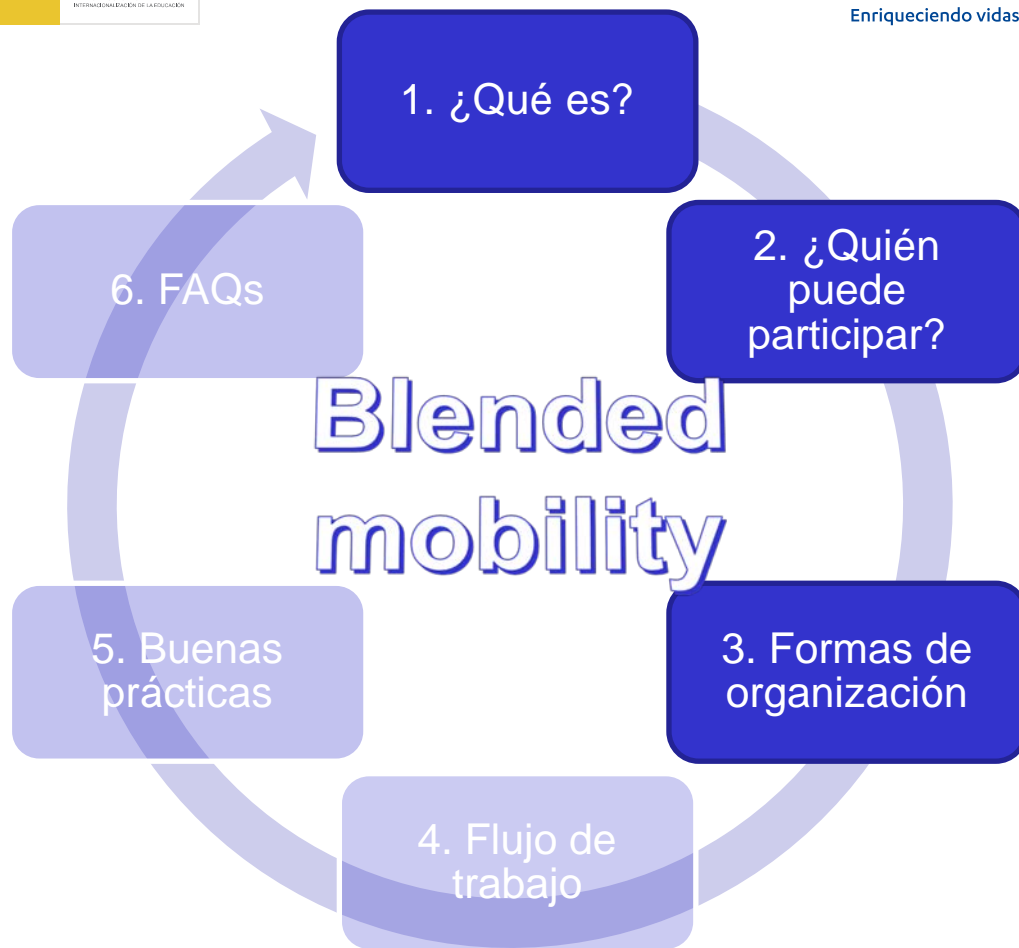 INTERNACIONALIZACIÓN DE LA EDUCACIÓN
Enriqueciendo vidas
1. ¿Qué es?
2. ¿Quién
puede
participar?
3. Formas de
organización
4. Flujo de
trabajo
5. Buenas
prácticas
6. FAQs
Blended
mobility